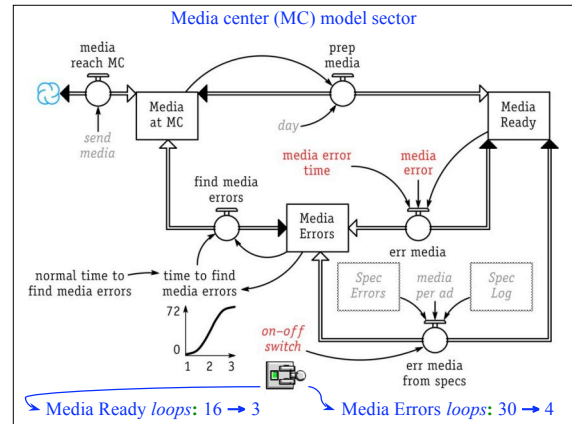 Media center (MC) model sector
media
reach MC
prep
media
Media
at MC
Media
Ready
send
media
day
media error
time
media
error
find media
errors
Media
Errors
err media
normal time to
find media errors
time to find
media errors
Spec
Errors
media
per ad
Spec
Log
72
0
1 2 3
on–off
switch
err media
from specs
Media Ready loops: 16 → 3
Media Errors loops: 30 → 4